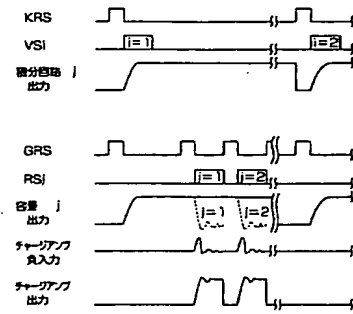 KRS
VSi
i=1
i=2
積分回路 j
出力
GRS
RSj
j=1
j=2
容量 j
出力
j=1
j=2
チャージアンプ
負入力
チャージアンプ
出力